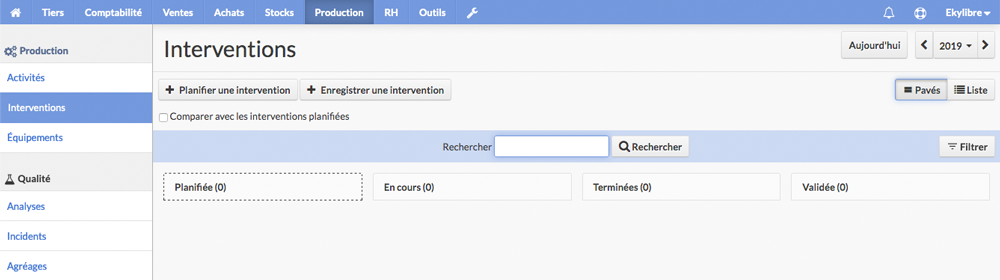 Tiers Comptabilité Ventes Achats Stocks Production RH Outils Ekylibre
Production
Activités
Interventions
Équipements
Qualité
Analyses
Incidents
Agréages
Interventions
Aujourd'hui 2019
Planifier une intervention Enregistrer une intervention Pavés Liste
Comparer avec les interventions planifiées
Rechercher Rechercher Filtrer
Planifiée (0) En cours (0) Terminées (0) Validée (0)